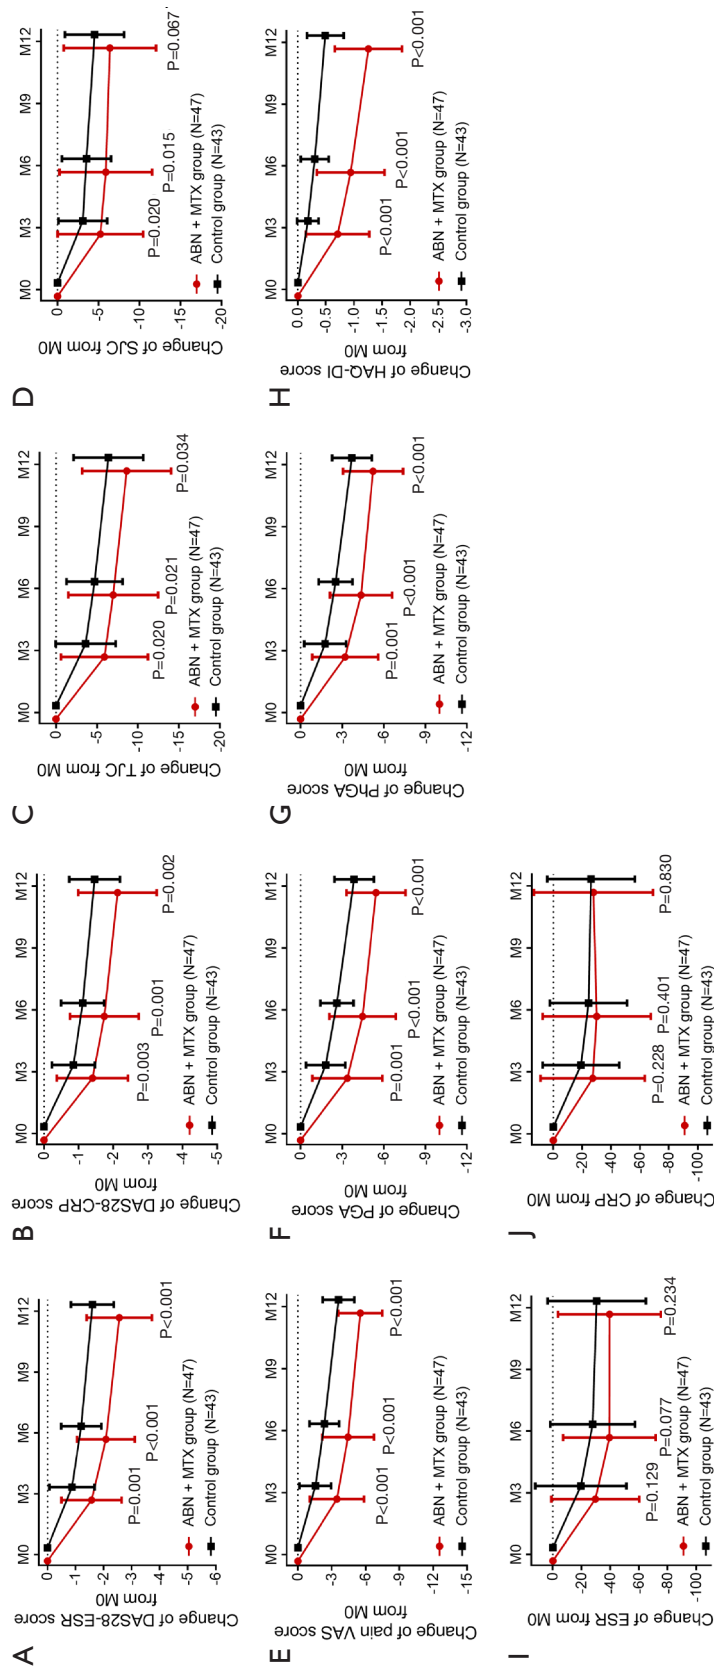 A
Change of DAS28-ESR score
from M0
0
-1
-2
-3
-4
-5
-6
M0
M3
M6
M9
M12
P=0.001
P<0.001
P<0.001
ABN + MTX group (N=47)
Control group (N=43)
B
Change of DAS28-CRP score
from M0
0
-1
-2
-3
-4
-5
M0
M3
M6
M9
M12
P=0.003
P=0.001
P=0.002
ABN + MTX group (N=47)
Control group (N=43)
C
Change of TJC from M0
0
-5
-10
-15
-20
M0
M3
M6
M9
M12
P=0.020
P=0.021
P=0.034
ABN + MTX group (N=47)
Control group (N=43)
D
Change of SJC from M0
0
-5
-10
-15
-20
M0
M3
M6
M9
M12
P=0.020
P=0.015
P=0.067
ABN + MTX group (N=47)
Control group (N=43)
E
Change of pain VAS score
from M0
0
-3
-6
-9
-12
-15
M0
M3
M6
M9
M12
P<0.001
P<0.001
P<0.001
ABN + MTX group (N=47)
Control group (N=43)
F
Change of PGA score
from M0
0
-3
-6
-9
-12
M0
M3
M6
M9
M12
P=0.001
P<0.001
P<0.001
ABN + MTX group (N=47)
Control group (N=43)
G
Change of PhGA score
from M0
0
-3
-6
-9
-12
M0
M3
M6
M9
M12
P=0.001
P<0.001
P<0.001
ABN + MTX group (N=47)
Control group (N=43)
H
Change of HAQ-DI score
from M0
0.0
-0.5
-1.0
-1.5
-2.0
-2.5
-3.0
M0
M3
M6
M9
M12
P<0.001
P<0.001
P<0.001
ABN + MTX group (N=47)
Control group (N=43)
I
Change of ESR from M0
0
-20
-40
-60
-80
-100
M0
M3
M6
M9
M12
P=0.129
P=0.077
P=0.234
ABN + MTX group (N=47)
Control group (N=43)
J
Change of CRP from M0
0
-20
-40
-60
-80
-100
M0
M3
M6
M9
M12
P=0.228
P=0.401
P=0.830
ABN + MTX group (N=47)
Control group (N=43)